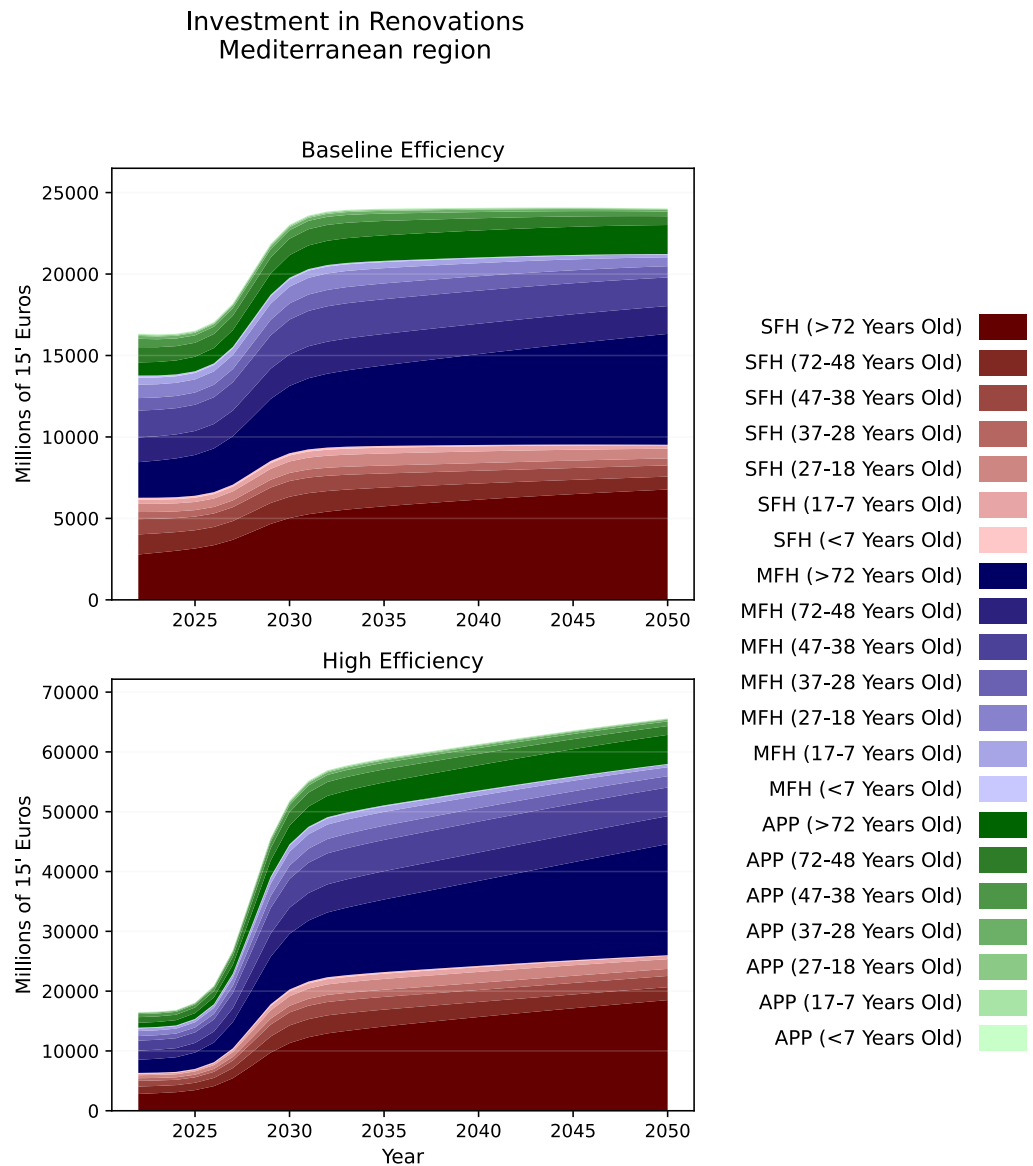 Investment in Renovations
Mediterranean region
Baseline Efficiency
25000
20000
15000
10000
5000
0
Millions of 15' Euros
2025 2030 2035 2040 2045 2050
High Efficiency
70000
60000
50000
40000
30000
20000
10000
0
Millions of 15' Euros
2025 2030 2035 2040 2045 2050
Year
SFH (>72 Years Old)
SFH (72-48 Years Old)
SFH (47-38 Years Old)
SFH (37-28 Years Old)
SFH (27-18 Years Old)
SFH (17-7 Years Old)
SFH (<7 Years Old)
MFH (>72 Years Old)
MFH (72-48 Years Old)
MFH (47-38 Years Old)
MFH (37-28 Years Old)
MFH (27-18 Years Old)
MFH (17-7 Years Old)
MFH (<7 Years Old)
APP (>72 Years Old)
APP (72-48 Years Old)
APP (47-38 Years Old)
APP (37-28 Years Old)
APP (27-18 Years Old)
APP (17-7 Years Old)
APP (<7 Years Old)